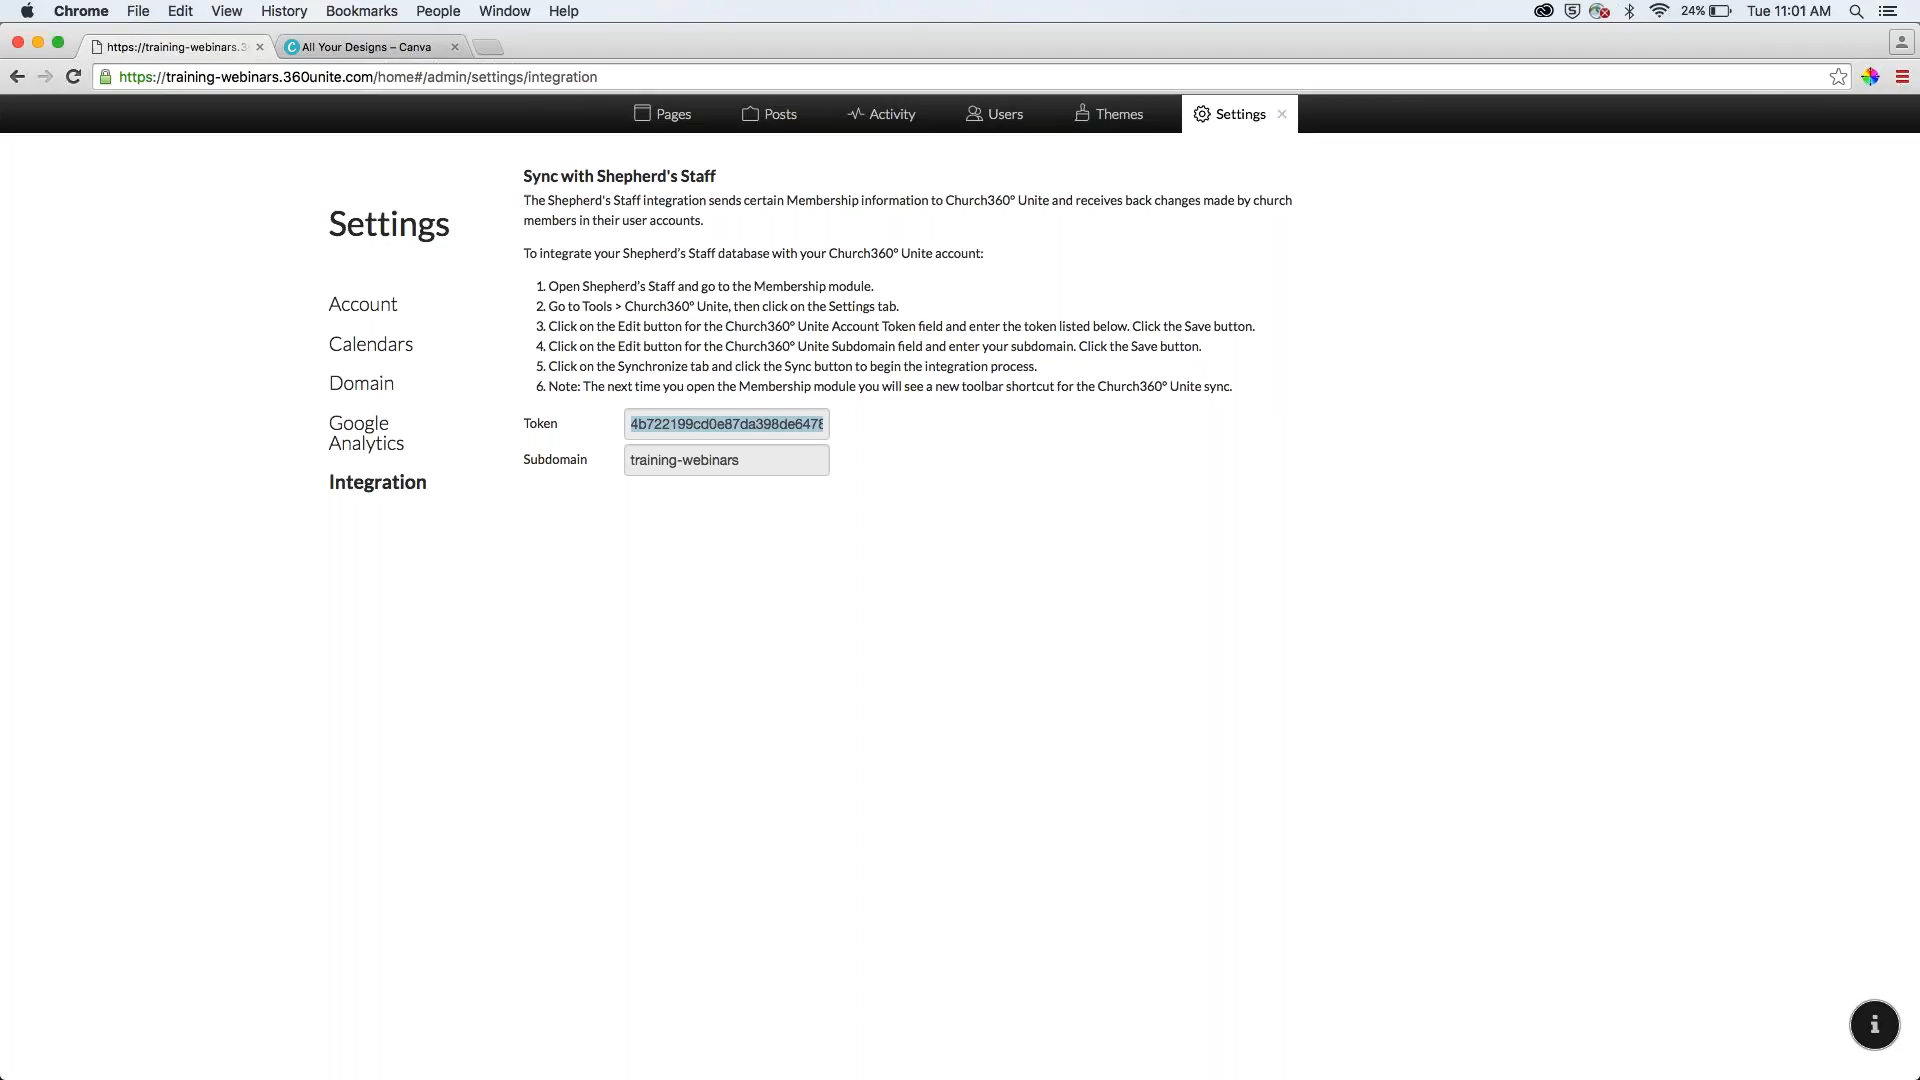 Chrome File Edit View History Bookmarks People Window Help 24% Tue 11:01 AM
https://training-webinars.3 All Your Designs – Canva
https://training-webinars.360unite.com/home#/admin/settings/integration
Pages Posts Activity Users Themes Settings
Sync with Shepherd's Staff
The Shepherd's Staff integration sends certain Membership information to Church360° Unite and receives back changes made by church
members in their user accounts.
Settings
To integrate your Shepherd’s Staff database with your Church360° Unite account:
1. Open Shepherd’s Staff and go to the Membership module.
2. Go to Tools > Church360° Unite, then click on the Settings tab.
3. Click on the Edit button for the Church360° Unite Account Token field and enter the token listed below. Click the Save button.
4. Click on the Edit button for the Church360° Unite Subdomain field and enter your subdomain. Click the Save button.
5. Click on the Synchronize tab and click the Sync button to begin the integration process.
6. Note: The next time you open the Membership module you will see a new toolbar shortcut for the Church360° Unite sync.
Account
Calendars
Domain
Google
Analytics
Integration
Token 4b722199cd0e87da398de6478
Subdomain training-webinars